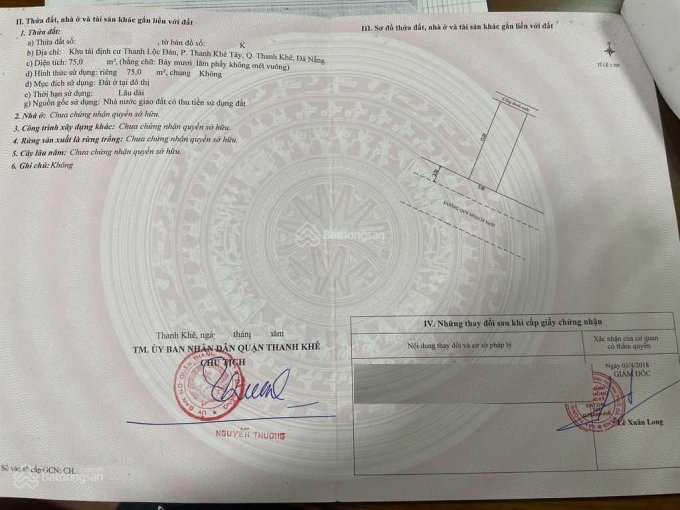 II. Thửa đất, nhà ở và tài sản khác gắn liền với đất
1. Thửa đất:
a) Thửa đất số: , tờ bản đồ số: K
b) Địa chỉ: Khu tái định cư Thanh Lộc Đán, P. Thanh Khê Tây, Q. Thanh Khê, Đà Nẵng
c) Diện tích: 75,0 m², (bằng chữ: Bảy mươi lăm phẩy không mét vuông)
d) Hình thức sử dụng: riêng 75,0 m², chung Không
đ) Mục đích sử dụng: Đất ở tại đô thị
e) Thời hạn sử dụng: Lâu dài
g) Nguồn gốc sử dụng: Nhà nước giao đất có thu tiền sử dụng đất
2. Nhà ở: Chưa chứng nhận quyền sở hữu.
3. Công trình xây dựng khác: Chưa chứng nhận quyền sở hữu.
4. Rừng sản xuất là rừng trồng: Chưa chứng nhận quyền sở hữu.
5. Cây lâu năm: Chưa chứng nhận quyền sở hữu.
6. Ghi chú: Không
Thanh Khê, ngày tháng năm
TM. ỦY BAN NHÂN DÂN QUẬN THANH KHÊ
CHỦ TỊCH
NGUYỄN THƯƠNG
Số vào sổ cấp GCN: CH.
III. Sơ đồ thửa đất, nhà ở và tài sản khác gắn liền với đất
TỈ LỆ 1/500
5.00
ĐƯỜNG QUY HOẠCH
IV. Những thay đổi sau khi cấp giấy chứng nhận
Nội dung thay đổi và cơ sở pháp lý
Xác nhận của cơ quan có thẩm quyền
Ngày 03/4/2018
GIÁM ĐỐC
Lê Xuân Long
Batdongsan
Batdongsan